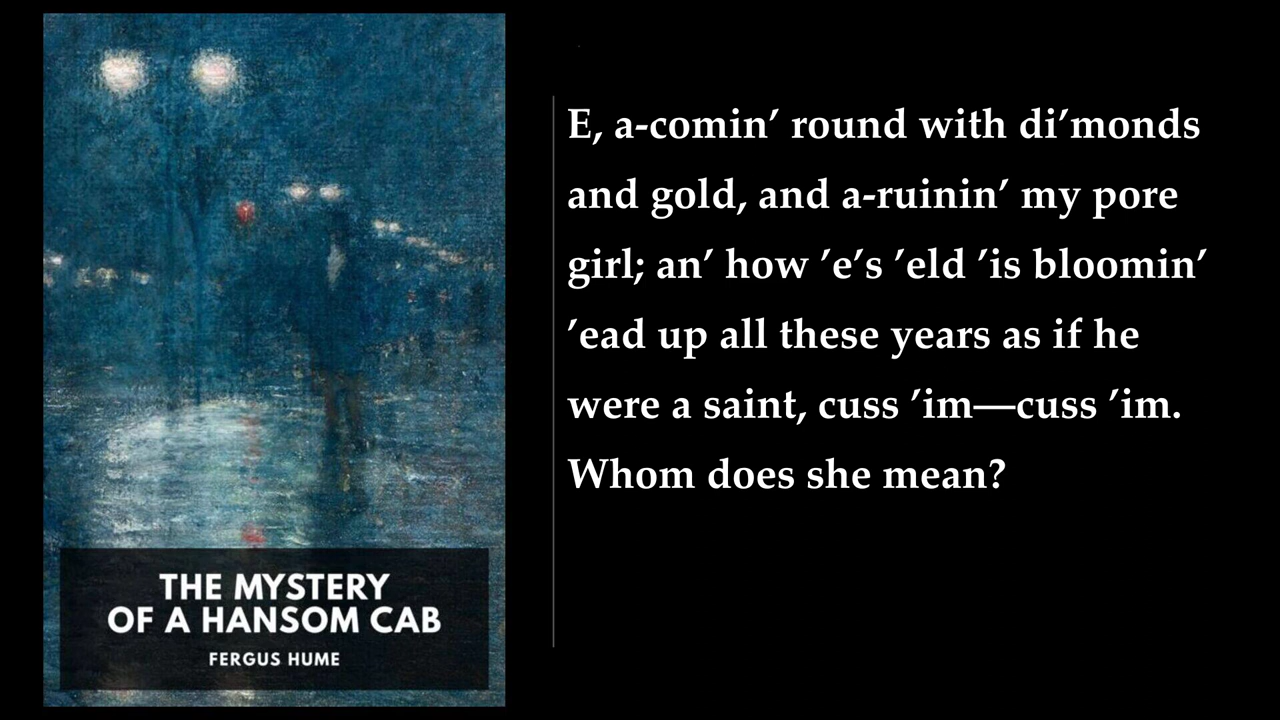 E, a-comin’ round with di’monds
and gold, and a-ruinin’ my pore
girl; an’ how ’e’s ’eld ’is bloomin’
’ead up all these years as if he
were a saint, cuss ’im—cuss ’im.
Whom does she mean?
THE MYSTERY
OF A HANSOM CAB
FERGUS HUME